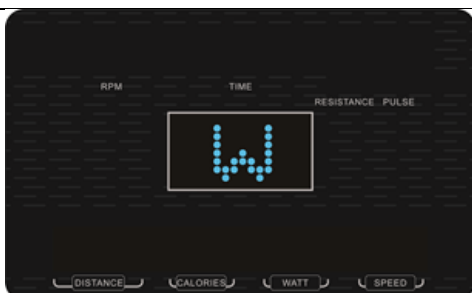 RPM TIME
RESISTANCE PULSE
W
DISTANCE CALORIES WATT SPEED